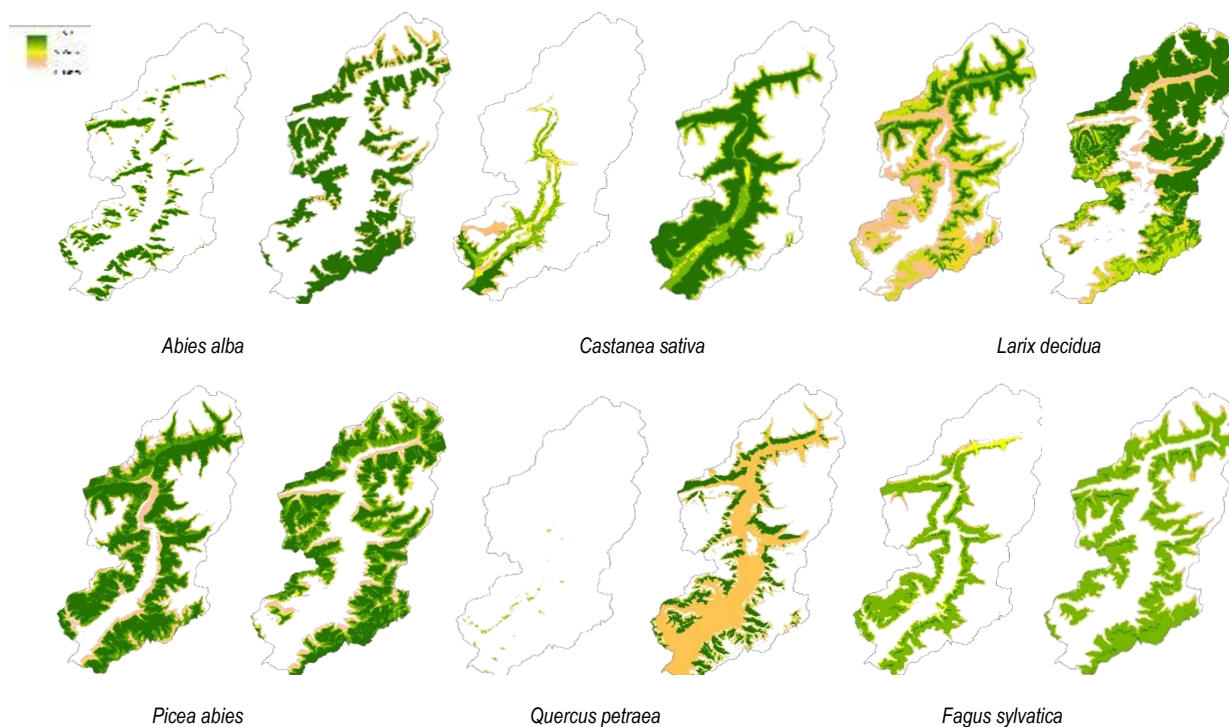 Abies alba
Castanea sativa
Larix decidua
Picea abies
Quercus petraea
Fagus sylvatica